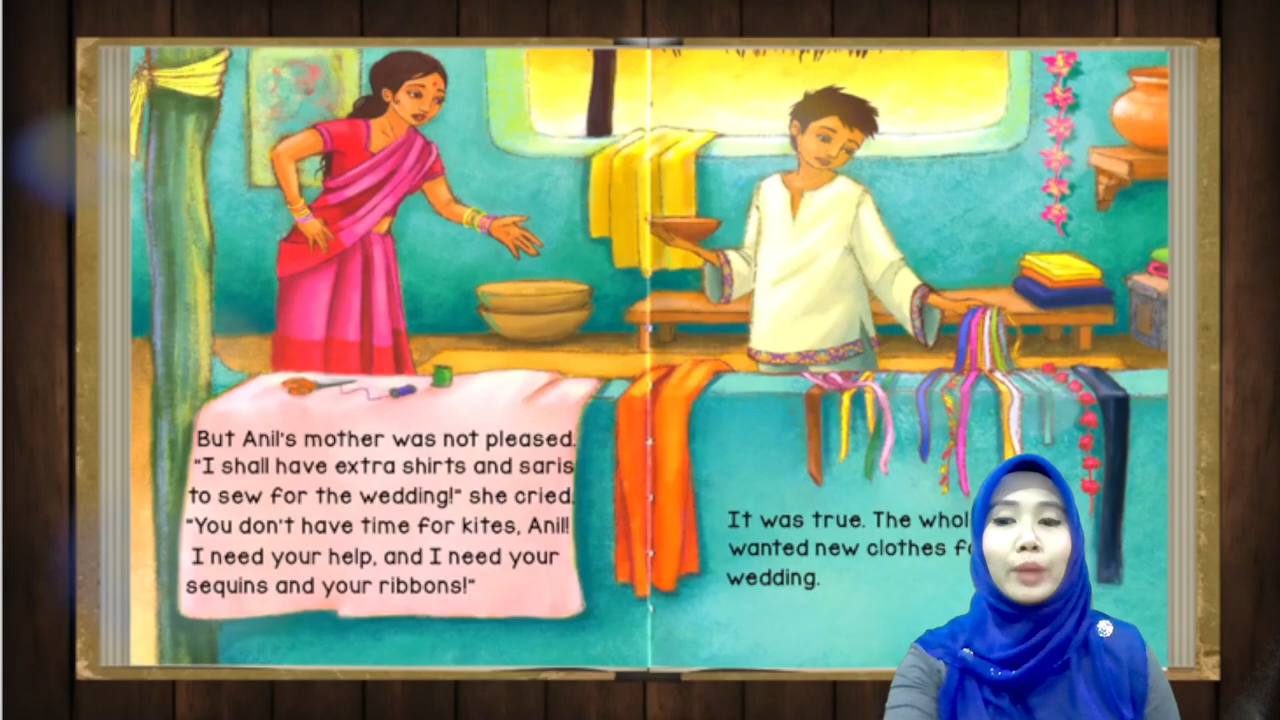 But Anil's mother was not pleased.
"I shall have extra shirts and saris
to sew for the wedding!" she cried.
"You don't have time for kites, Anil!
I need your help, and I need your
sequins and your ribbons!"
It was true. The
wanted new clothes
wedding.